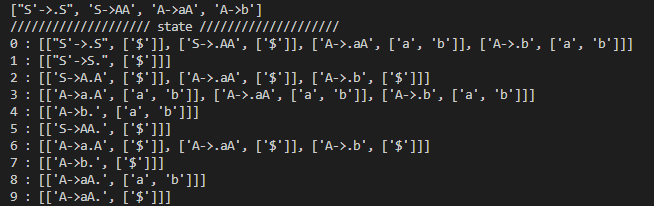 ["S'->.S", 'S->AA', 'A->aA', 'A->b']
//////////////////// state ////////////////////
0 : [["S'->.S", ['$']], ['S->.AA', ['$']], ['A->.aA', ['a', 'b']], ['A->.b', ['a', 'b']]]
1 : [["S'->S.", ['$']]]
2 : [['S->A.A', ['$']], ['A->.aA', ['$']], ['A->.b', ['$']]]
3 : [['A->a.A', ['a', 'b']], ['A->.aA', ['a', 'b']], ['A->.b', ['a', 'b']]]
4 : [['A->b.', ['a', 'b']]]
5 : [['S->AA.', ['$']]]
6 : [['A->a.A', ['$']], ['A->.aA', ['$']], ['A->.b', ['$']]]
7 : [['A->b.', ['$']]]
8 : [['A->aA.', ['a', 'b']]]
9 : [['A->aA.', ['$']]]